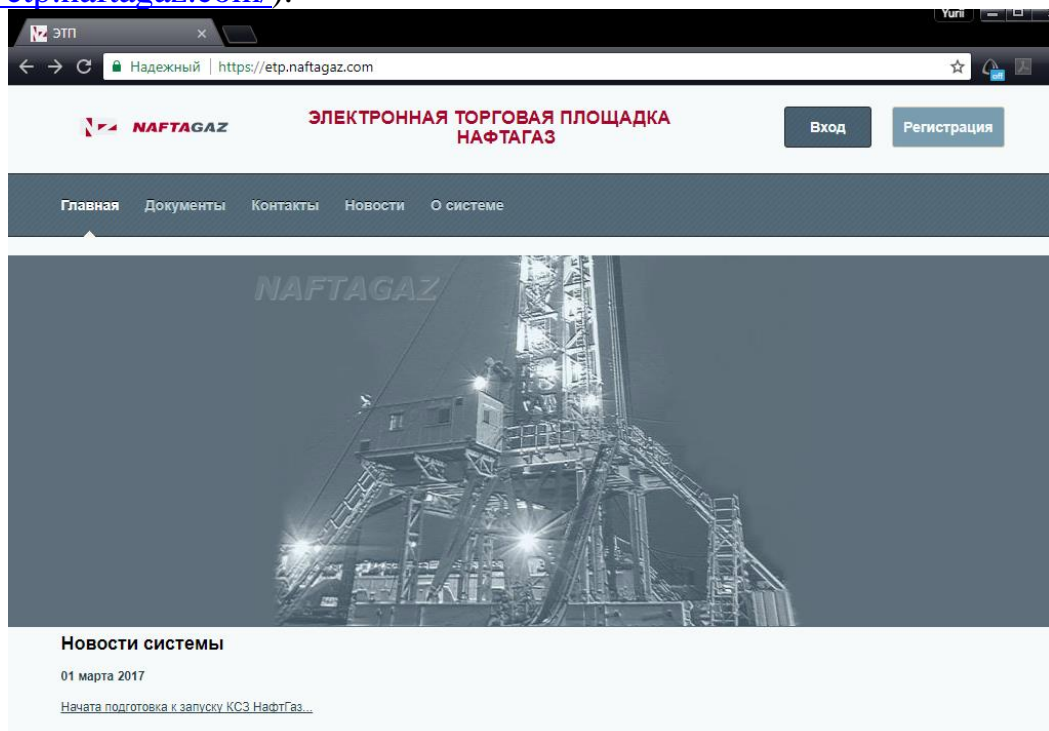 etp.naftagaz.com/).
Yurii
ЭТП
Надежный | https://etp.naftagaz.com
off
NAFTAGAZ
ЭЛЕКТРОННАЯ ТОРГОВАЯ ПЛОЩАДКА
НАФТАГАЗ
Вход
Регистрация
Главная Документы Контакты Новости О системе
NAFTAGAZ
Новости системы
01 марта 2017
Начата подготовка к запуску КСЗ НафтГаз...